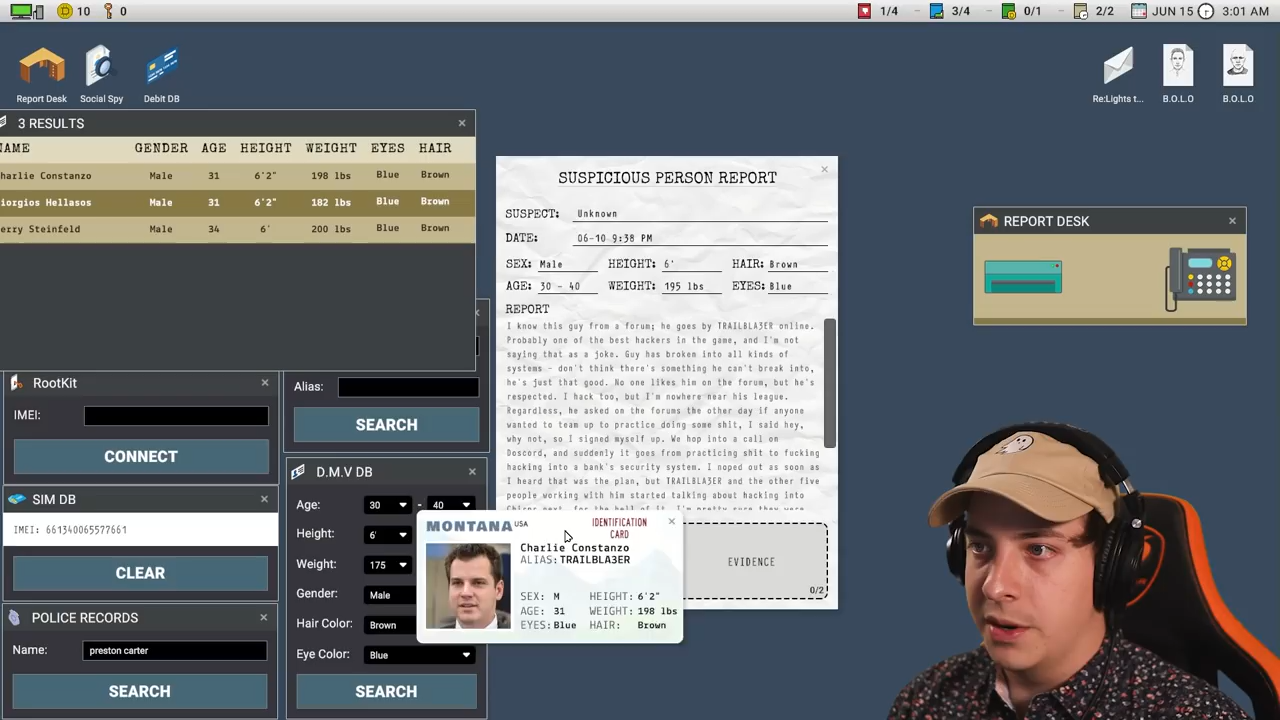 10
0
1/4
3/4
0/1
2/2
JUN 15
3:01 AM
Report Desk
Social Spy
Debit DB
Re:Lights t...
B.O.L.O
B.O.L.O
3 RESULTS
NAME GENDER AGE HEIGHT WEIGHT EYES HAIR
harlie Constanzo Male 31 6'2" 198 lbs Blue Brown
iorgios Hellasos Male 31 6'2" 182 lbs Blue Brown
erry Steinfeld Male 34 6' 200 lbs Blue Brown
RootKit
IMEI:
CONNECT
SIM DB
IMEI: 661340065577661
CLEAR
POLICE RECORDS
Name: preston carter
SEARCH
Alias:
SEARCH
D.M.V DB
Age: 30 - 40
Height: 6'
Weight: 175
Gender: Male
Hair Color: Brown
Eye Color: Blue
SEARCH
SUSPICIOUS PERSON REPORT
SUSPECT: Unknown
DATE: 06-10 9:38 PM
SEX: Male HEIGHT: 6' HAIR: Brown
AGE: 30 - 40 WEIGHT: 195 lbs EYES: Blue
REPORT
I know this guy from a forum; he goes by TRAILBLA3ER online.
Probably one of the best hackers in the game, and I'm not
saying that as a joke. Guy has broken into all kinds of
systems - don't think there's something he can't break into,
he's just that good. No one likes him on the forum, but he's
respected. I hack too, but I'm nowhere near his league.
Regardless, he asked on the forums the other day if anyone
wanted to team up to practice doing some shit, I said hey,
why not, so I signed myself up. We hop into a call on
Doscord, and suddenly it goes from practicing shit to fucking
hacking into a bank's security system. I noped out as soon as
I heard that was the plan, but TRAILBLA3ER and the other five
people working with him started talking about hacking into
EVIDENCE
0/2
MONTANA USA
IDENTIFICATION
CARD
Charlie Constanzo
ALIAS: TRAILBLA3ER
SEX: M HEIGHT: 6'2"
AGE: 31 WEIGHT: 198 lbs
EYES: Blue HAIR: Brown
REPORT DESK